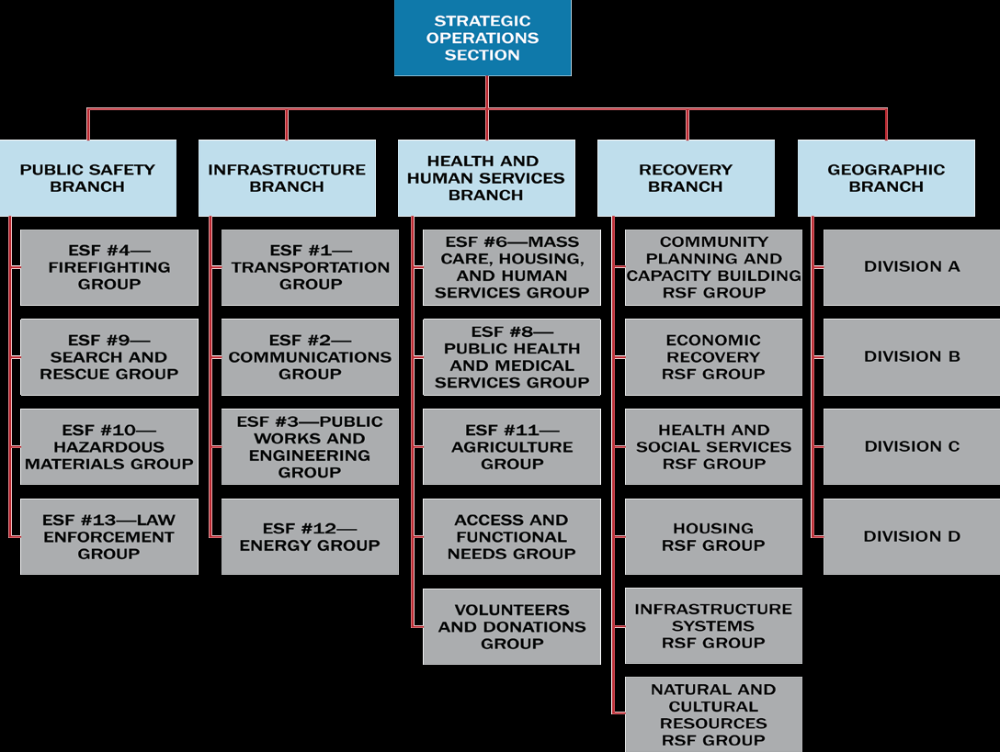 STRATEGIC
OPERATIONS
SECTION
PUBLIC SAFETY
BRANCH
INFRASTRUCTURE
BRANCH
HEALTH AND
HUMAN SERVICES
BRANCH
RECOVERY
BRANCH
GEOGRAPHIC
BRANCH
ESF #4—
FIREFIGHTING
GROUP
ESF #9—
SEARCH AND
RESCUE GROUP
ESF #10—
HAZARDOUS
MATERIALS GROUP
ESF #13—LAW
ENFORCEMENT
GROUP
ESF #1—
TRANSPORTATION
GROUP
ESF #2—
COMMUNICATIONS
GROUP
ESF #3—PUBLIC
WORKS AND
ENGINEERING
GROUP
ESF #12—
ENERGY GROUP
ESF #6—MASS
CARE, HOUSING,
AND HUMAN
SERVICES GROUP
ESF #8—
PUBLIC HEALTH
AND MEDICAL
SERVICES GROUP
ESF #11—
AGRICULTURE
GROUP
ACCESS AND
FUNCTIONAL
NEEDS GROUP
VOLUNTEERS
AND DONATIONS
GROUP
COMMUNITY
PLANNING AND
CAPACITY BUILDING
RSF GROUP
ECONOMIC
RECOVERY
RSF GROUP
HEALTH AND
SOCIAL SERVICES
RSF GROUP
HOUSING
RSF GROUP
INFRASTRUCTURE
SYSTEMS
RSF GROUP
NATURAL AND
CULTURAL
RESOURCES
RSF GROUP
DIVISION A
DIVISION B
DIVISION C
DIVISION D